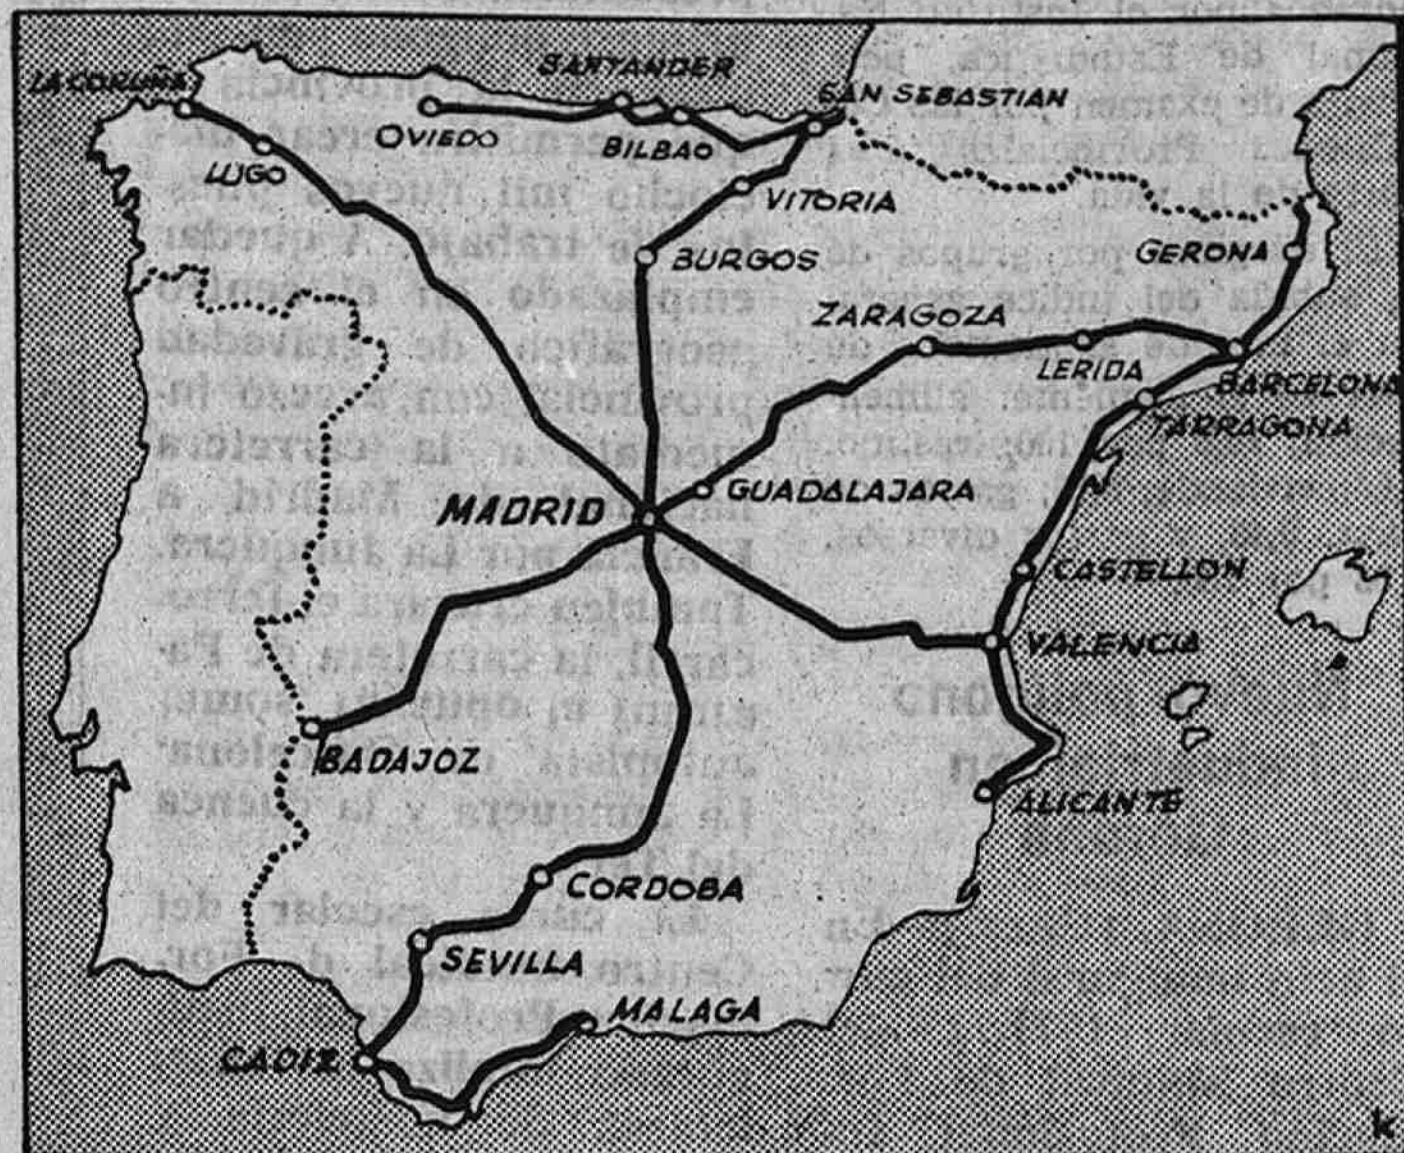 SANTANDER
LA CORUÑA
SAN SEBASTIAN
OVIEDO
BILBAO
LUGO
VITORIA
BURGOS
GERONA
ZARAGOZA
LERIDA
BARCELONA
TARRAGONA
GUADALAJARA
MADRID
CASTELLON
VALENCIA
BADAJOZ
ALICANTE
CORDOBA
SEVILLA
MALAGA
CADIZ
k